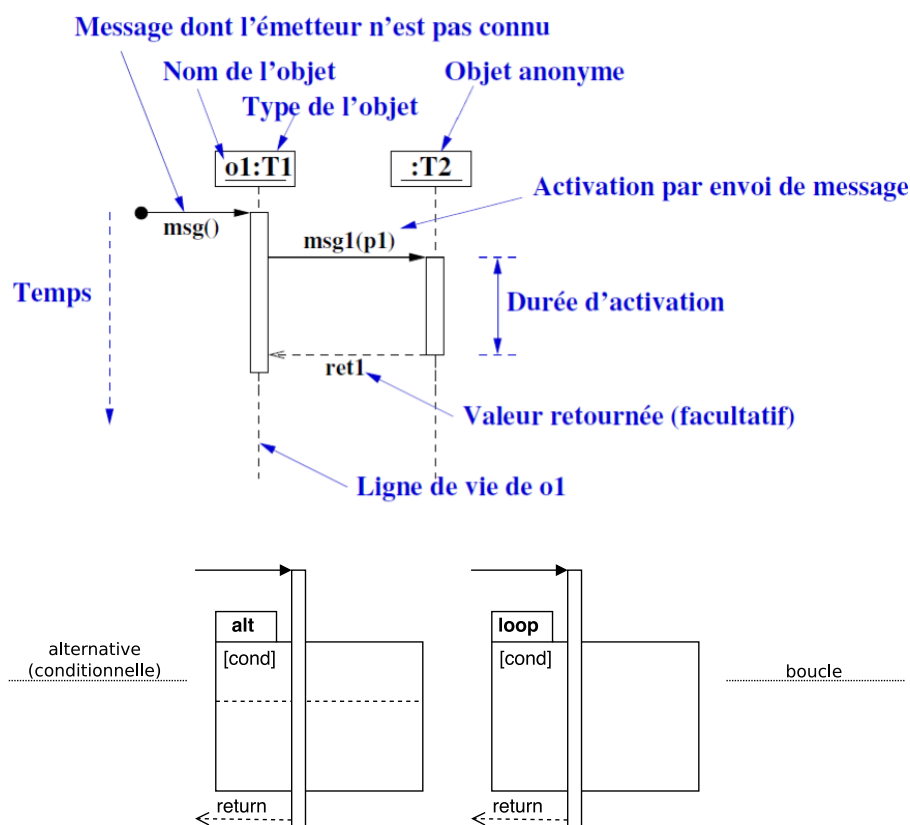 Message dont l'émetteur n'est pas connu
Nom de l'objet
Objet anonyme
Type de l'objet
o1:T1
:T2
Activation par envoi de message
msg()
msg1(p1)
Temps
Durée d'activation
ret1
Valeur retournée (facultatif)
Ligne de vie de o1
alt
loop
alternative
(conditionnelle)
[cond]
[cond]
boucle
return
return